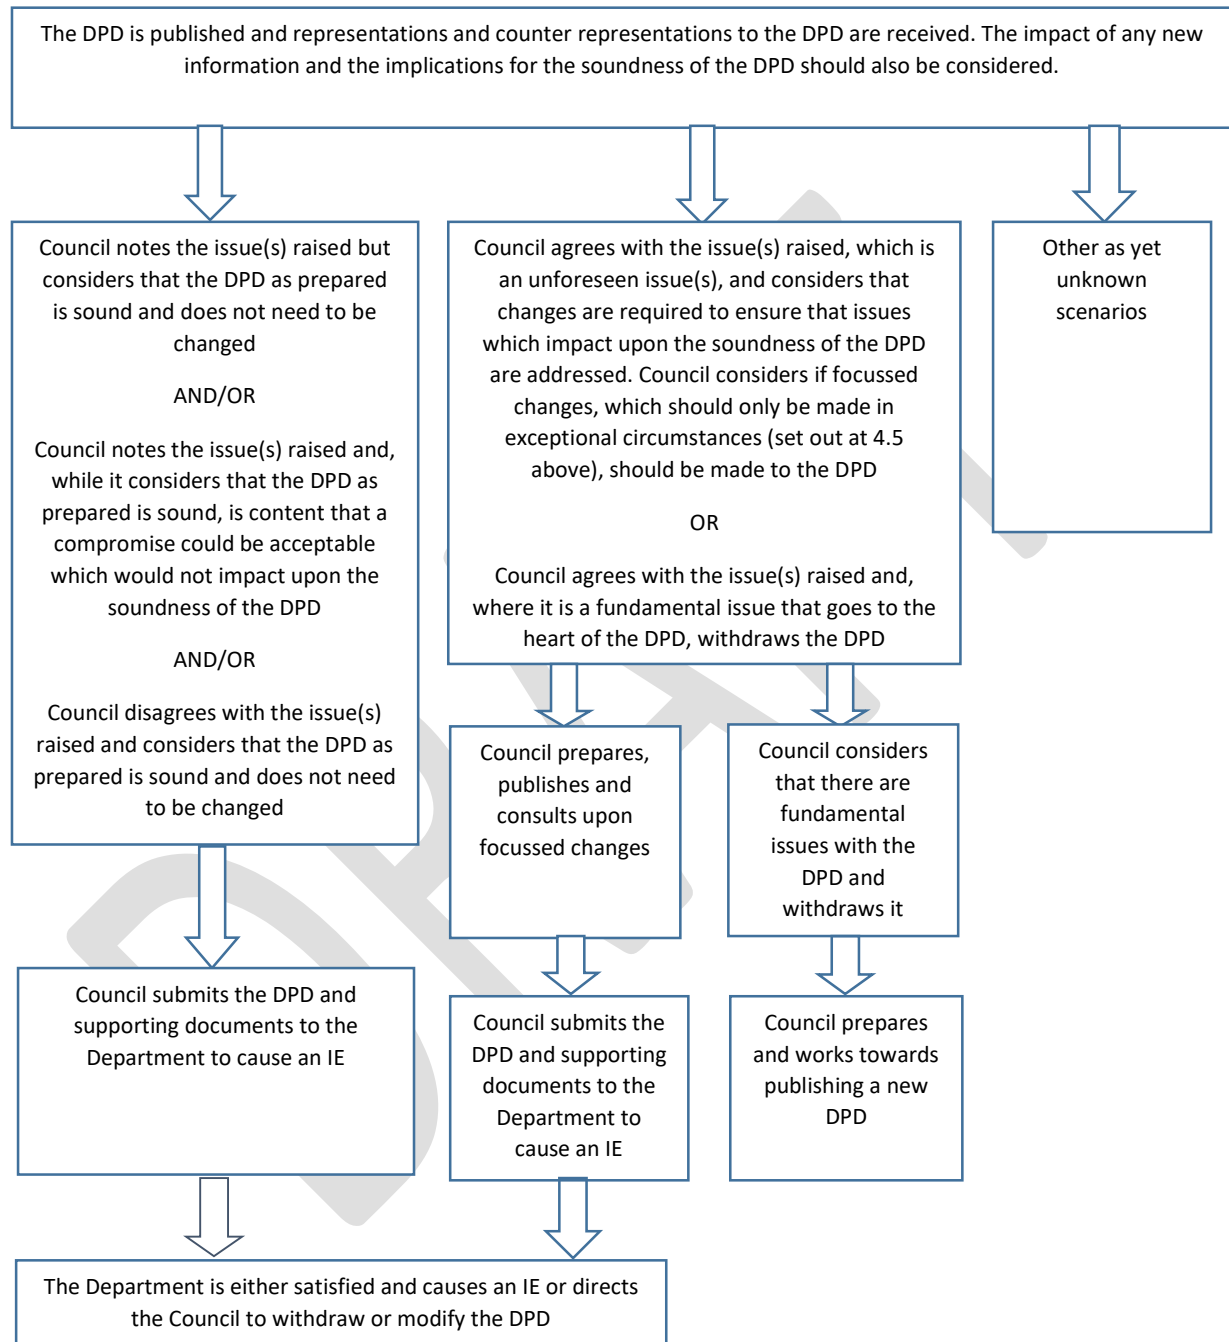 The DPD is published and representations and counter representations to the DPD are received. The impact of any new
information and the implications for the soundness of the DPD should also be considered.
Council notes the issue(s) raised but
considers that the DPD as prepared
is sound and does not need to be
changed
AND/OR
Council notes the issue(s) raised and,
while it considers that the DPD as
prepared is sound, is content that a
compromise could be acceptable
which would not impact upon the
soundness of the DPD
AND/OR
Council disagrees with the issue(s)
raised and considers that the DPD as
prepared is sound and does not need
to be changed
Council agrees with the issue(s) raised, which is
an unforeseen issue(s), and considers that
changes are required to ensure that issues
which impact upon the soundness of the DPD
are addressed. Council considers if focussed
changes, which should only be made in
exceptional circumstances (set out at 4.5
above), should be made to the DPD
OR
Council agrees with the issue(s) raised and,
where it is a fundamental issue that goes to the
heart of the DPD, withdraws the DPD
Other as yet
unknown
scenarios
Council prepares,
publishes and
consults upon
focussed changes
Council considers
that there are
fundamental
issues with the
DPD and
withdraws it
Council submits the DPD and
supporting documents to the
Department to cause an IE
Council submits the
DPD and supporting
documents to the
Department to
cause an IE
Council prepares
and works towards
publishing a new
DPD
The Department is either satisfied and causes an IE or directs
the Council to withdraw or modify the DPD
DRAFT